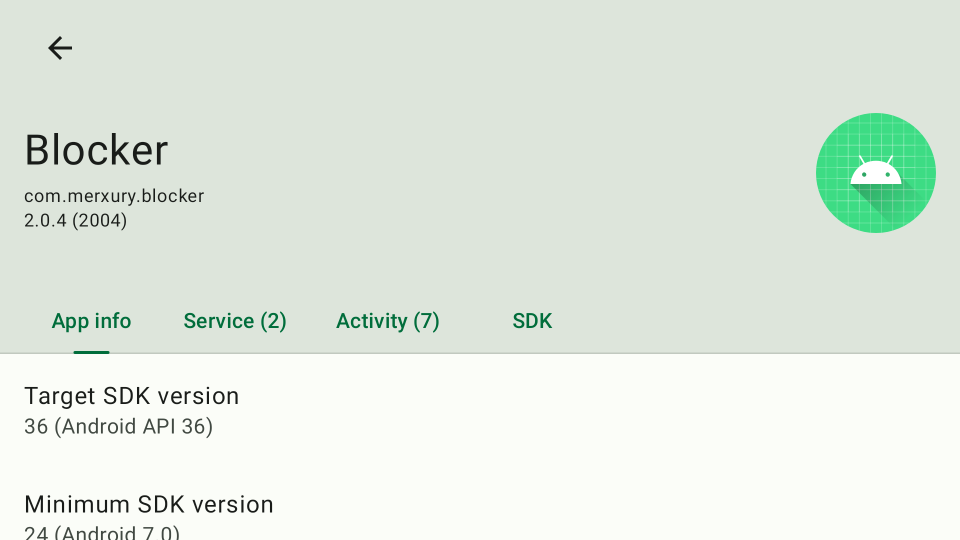 Blocker
com.merxury.blocker
2.0.4 (2004)
App info
Service (2)
Activity (7)
SDK
Target SDK version
36 (Android API 36)
Minimum SDK version
24 (Android 7.0)